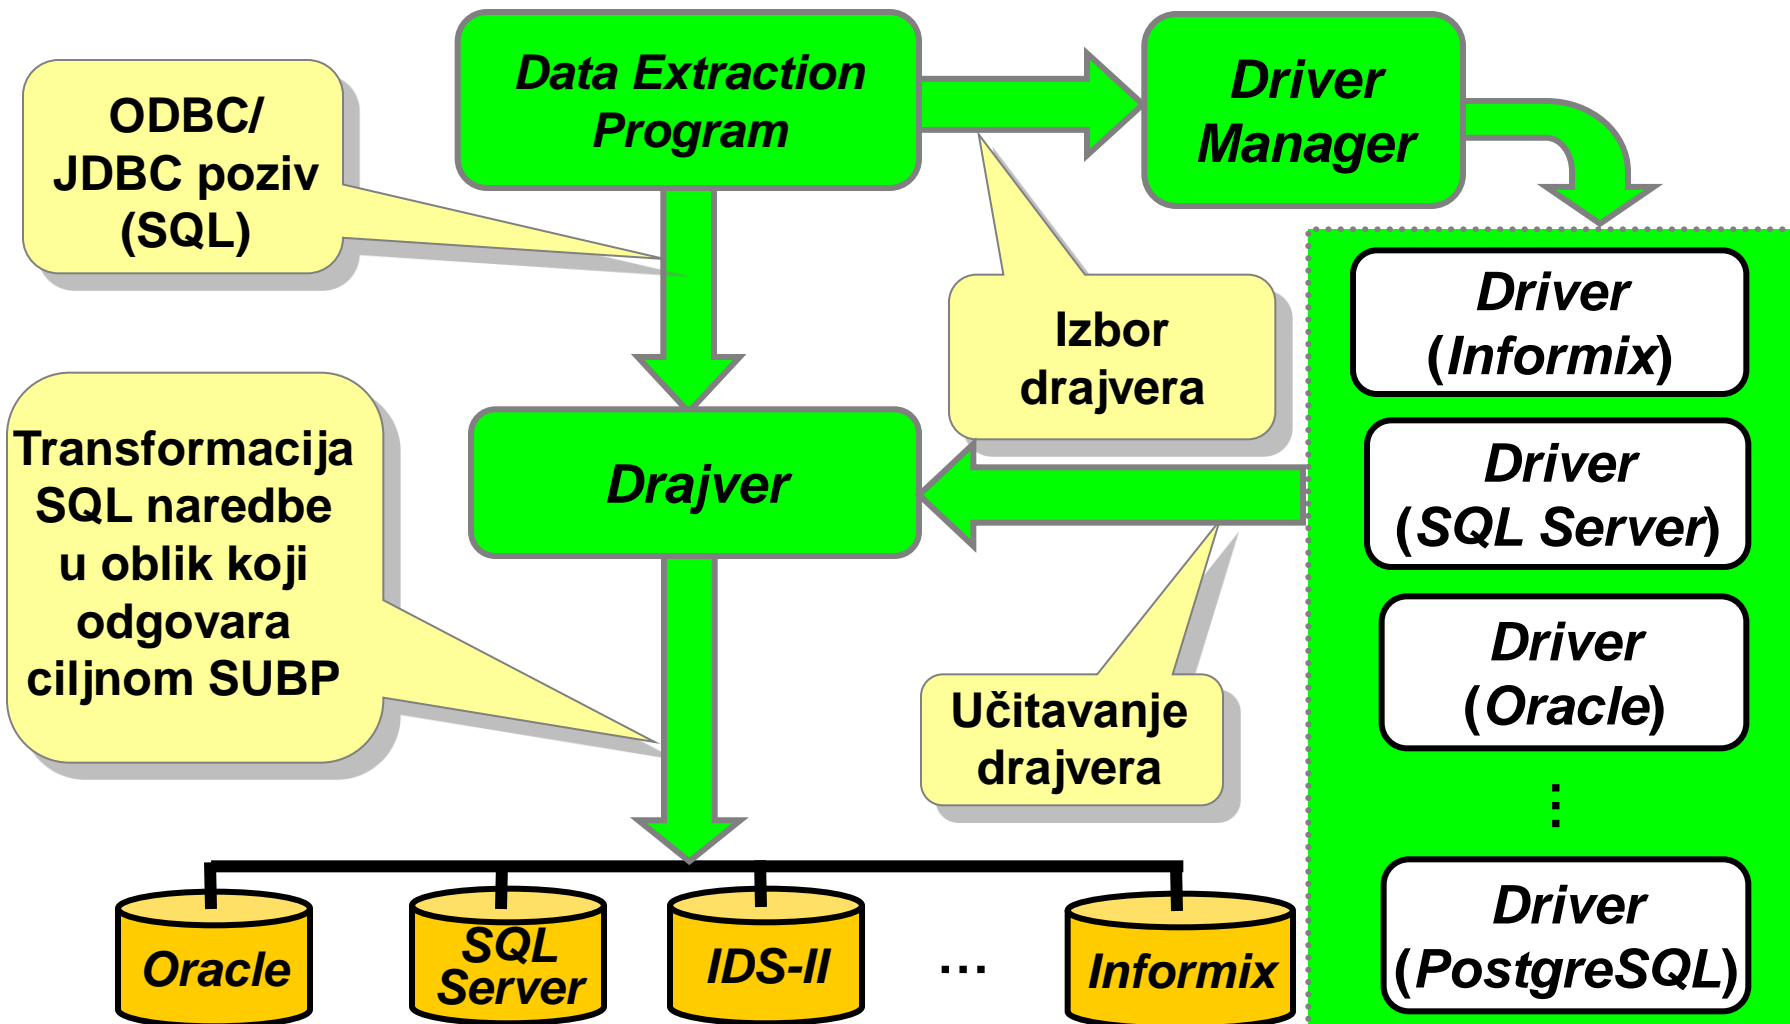 Data Extraction
Program
Driver
Manager
ODBC/
JDBC poziv
(SQL)
Izbor
drajvera
Driver
(Informix)
Transformacija
SQL naredbe
u oblik koji
odgovara
ciljnom SUBP
Drajver
Driver
(SQL Server)
Učitavanje
drajvera
Driver
(Oracle)
...
Driver
(PostgreSQL)
Oracle
SQL
Server
IDS-II
...
Informix